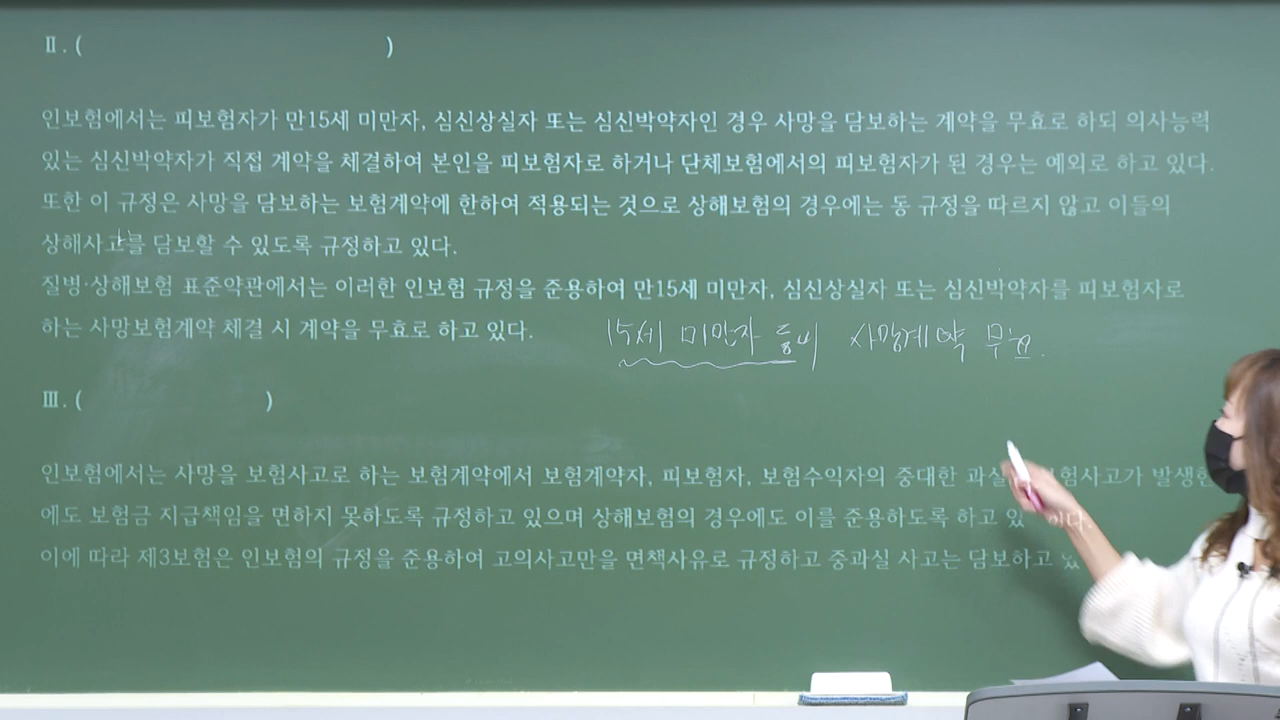 Ⅱ. (                    )
인보험에서는 피보험자가 만15세 미만자, 심신상실자 또는 심신박약자인 경우 사망을 담보하는 계약을 무효로 하되 의사능력
있는 심신박약자가 직접 계약을 체결하여 본인을 피보험자로 하거나 단체보험에서의 피보험자가 된 경우는 예외로 하고 있다.
또한 이 규정은 사망을 담보하는 보험계약에 한하여 적용되는 것으로 상해보험의 경우에는 동 규정을 따르지 않고 이들의
상해사고를 담보할 수 있도록 규정하고 있다.
질병·상해보험 표준약관에서는 이러한 인보험 규정을 준용하여 만15세 미만자, 심신상실자 또는 심신박약자를 피보험자로
하는 사망보험계약 체결 시 계약을 무효로 하고 있다.
15세 미만자 등 사망계약 무효.
Ⅲ. (              )
인보험에서는 사망을 보험사고로 하는 보험계약에서 보험계약자, 피보험자, 보험수익자의 중대한 발생한
에도 보험금 지급책임을 면하지 못하도록 규정하고 있으며 상해보험의 경우에도 이를 준용하도록 하고
이에 따라 제3보험은 인보험의 규정을 준용하여 고의사고만을 면책사유로 규정하고 중과실 사고는 담보하고